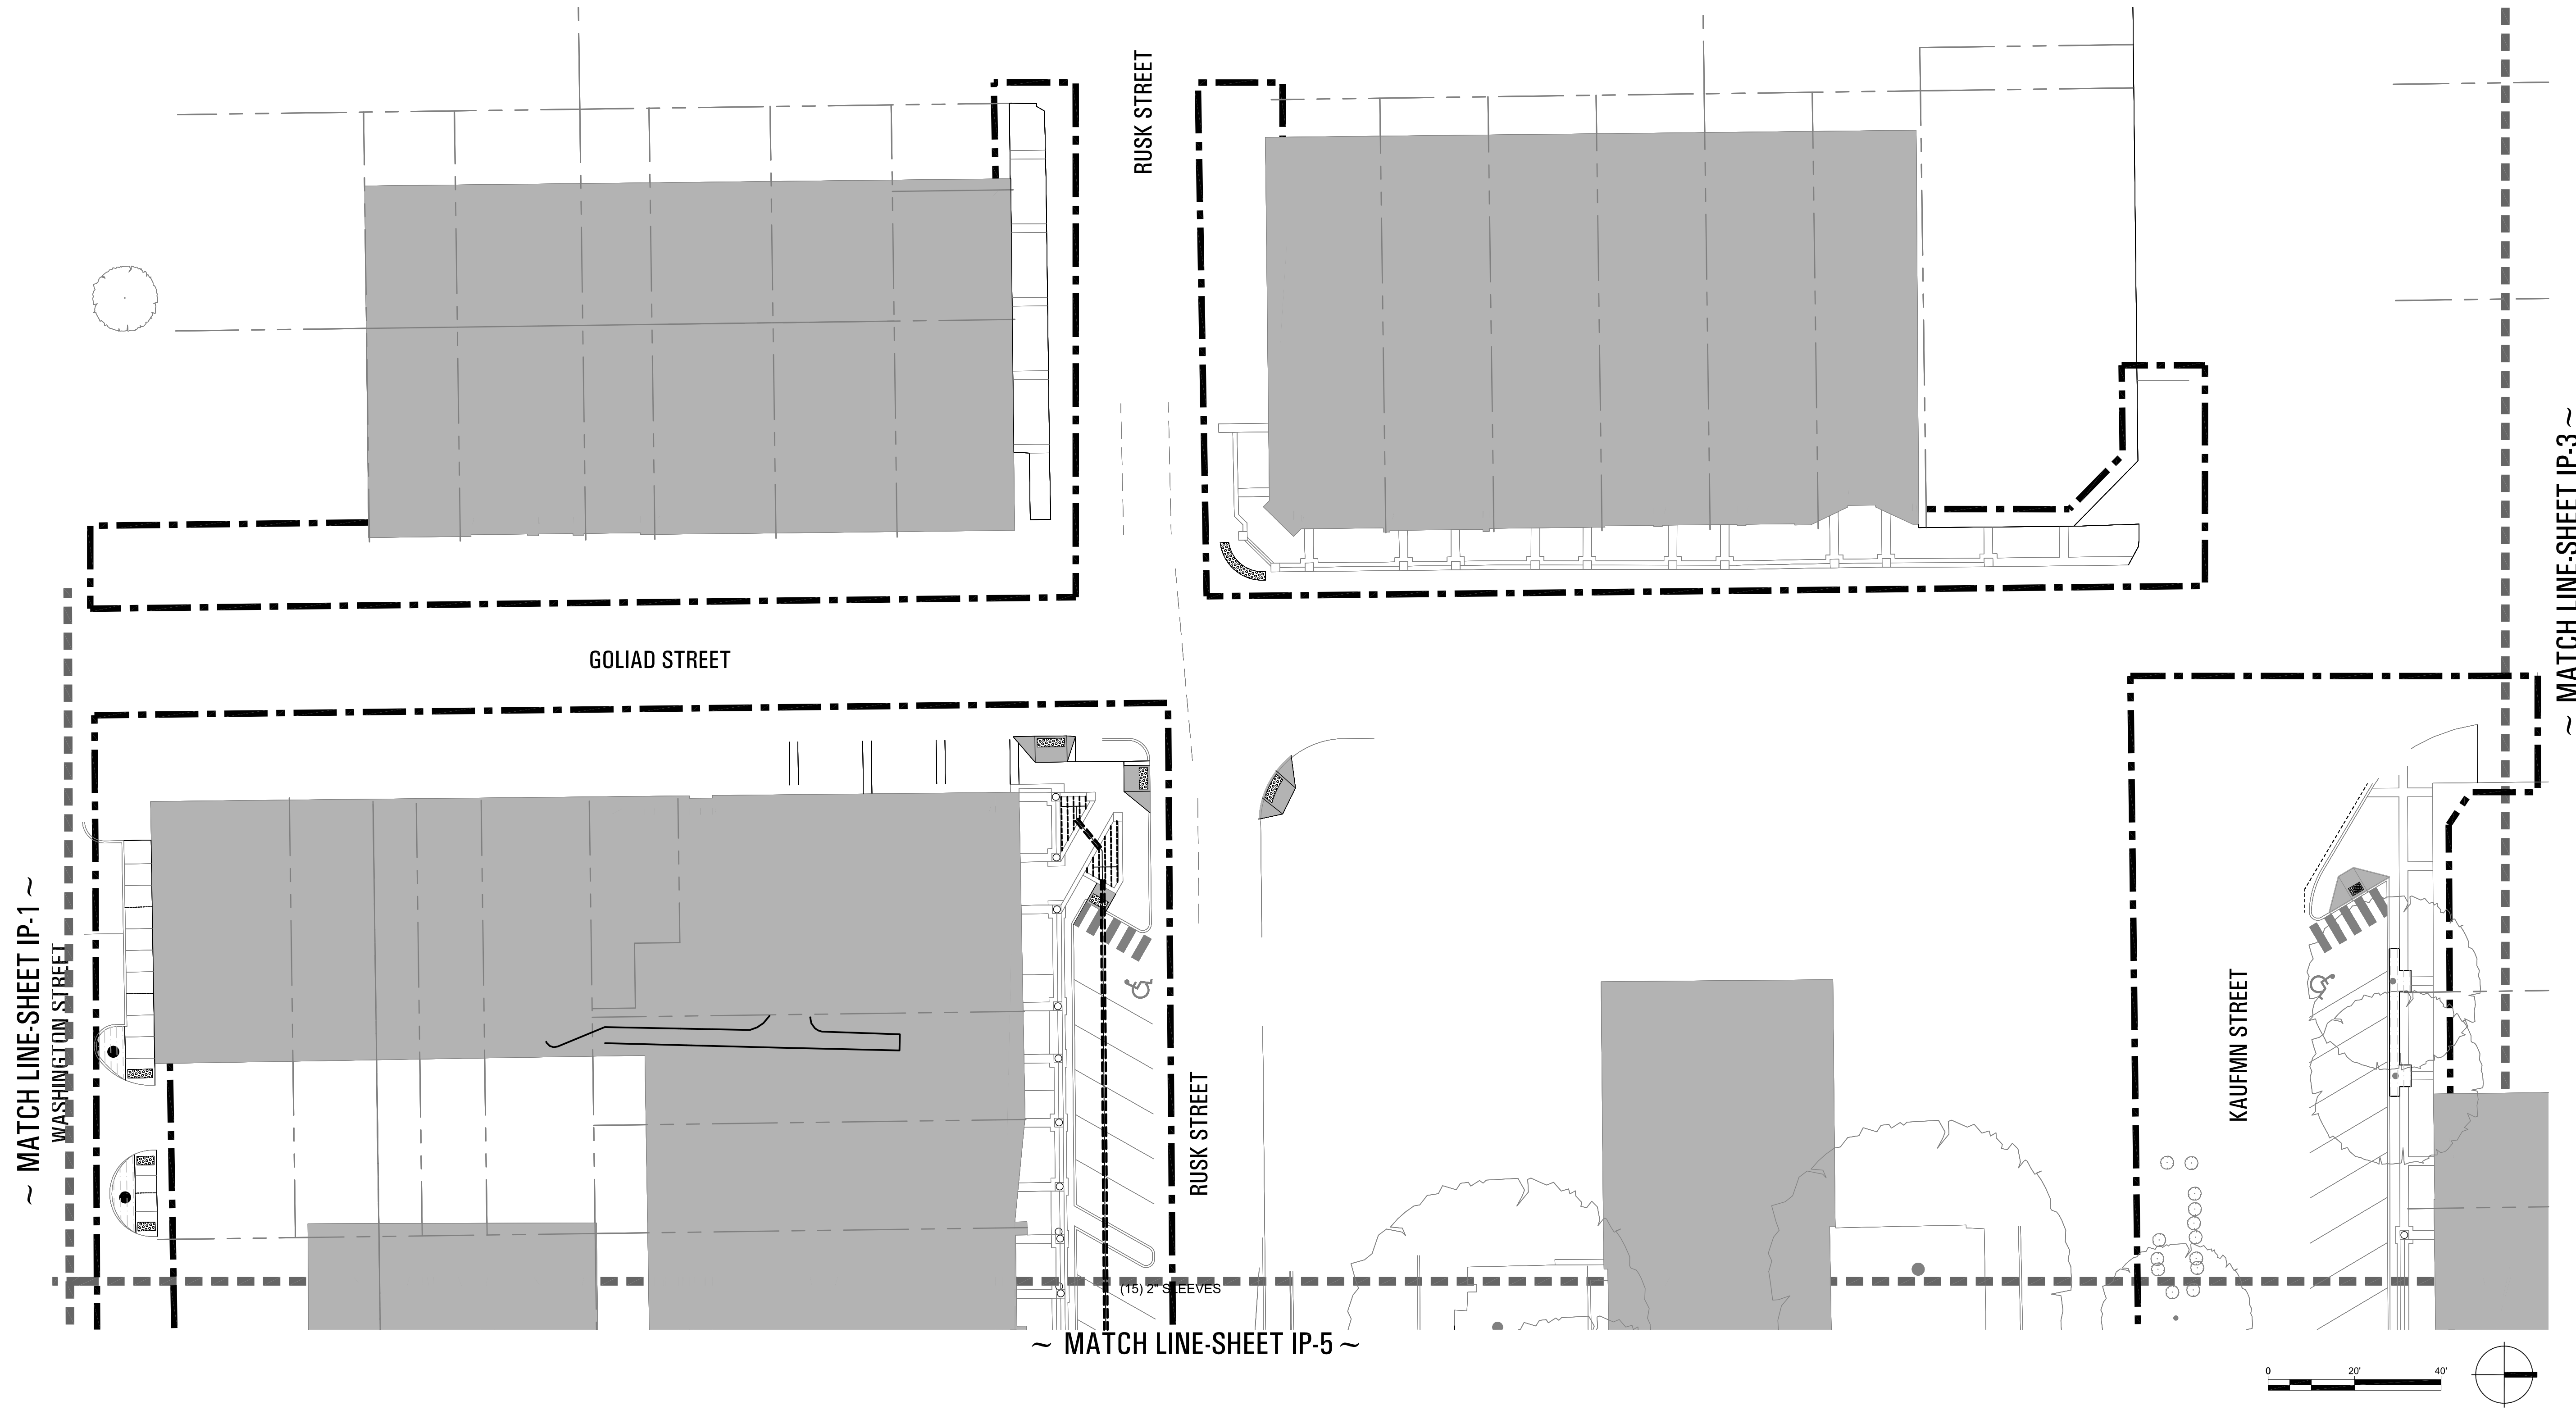 RUSK STREET
~ MATCH LINE-SHEET IP-3 ~
GOLIAD STREET
~ MATCH LINE-SHEET IP-1 ~
WASHINGTON STREET
RUSK STREET
KAUFMN STREET
(15) 2" SLEEVES
~ MATCH LINE-SHEET IP-5 ~
0 20' 40'